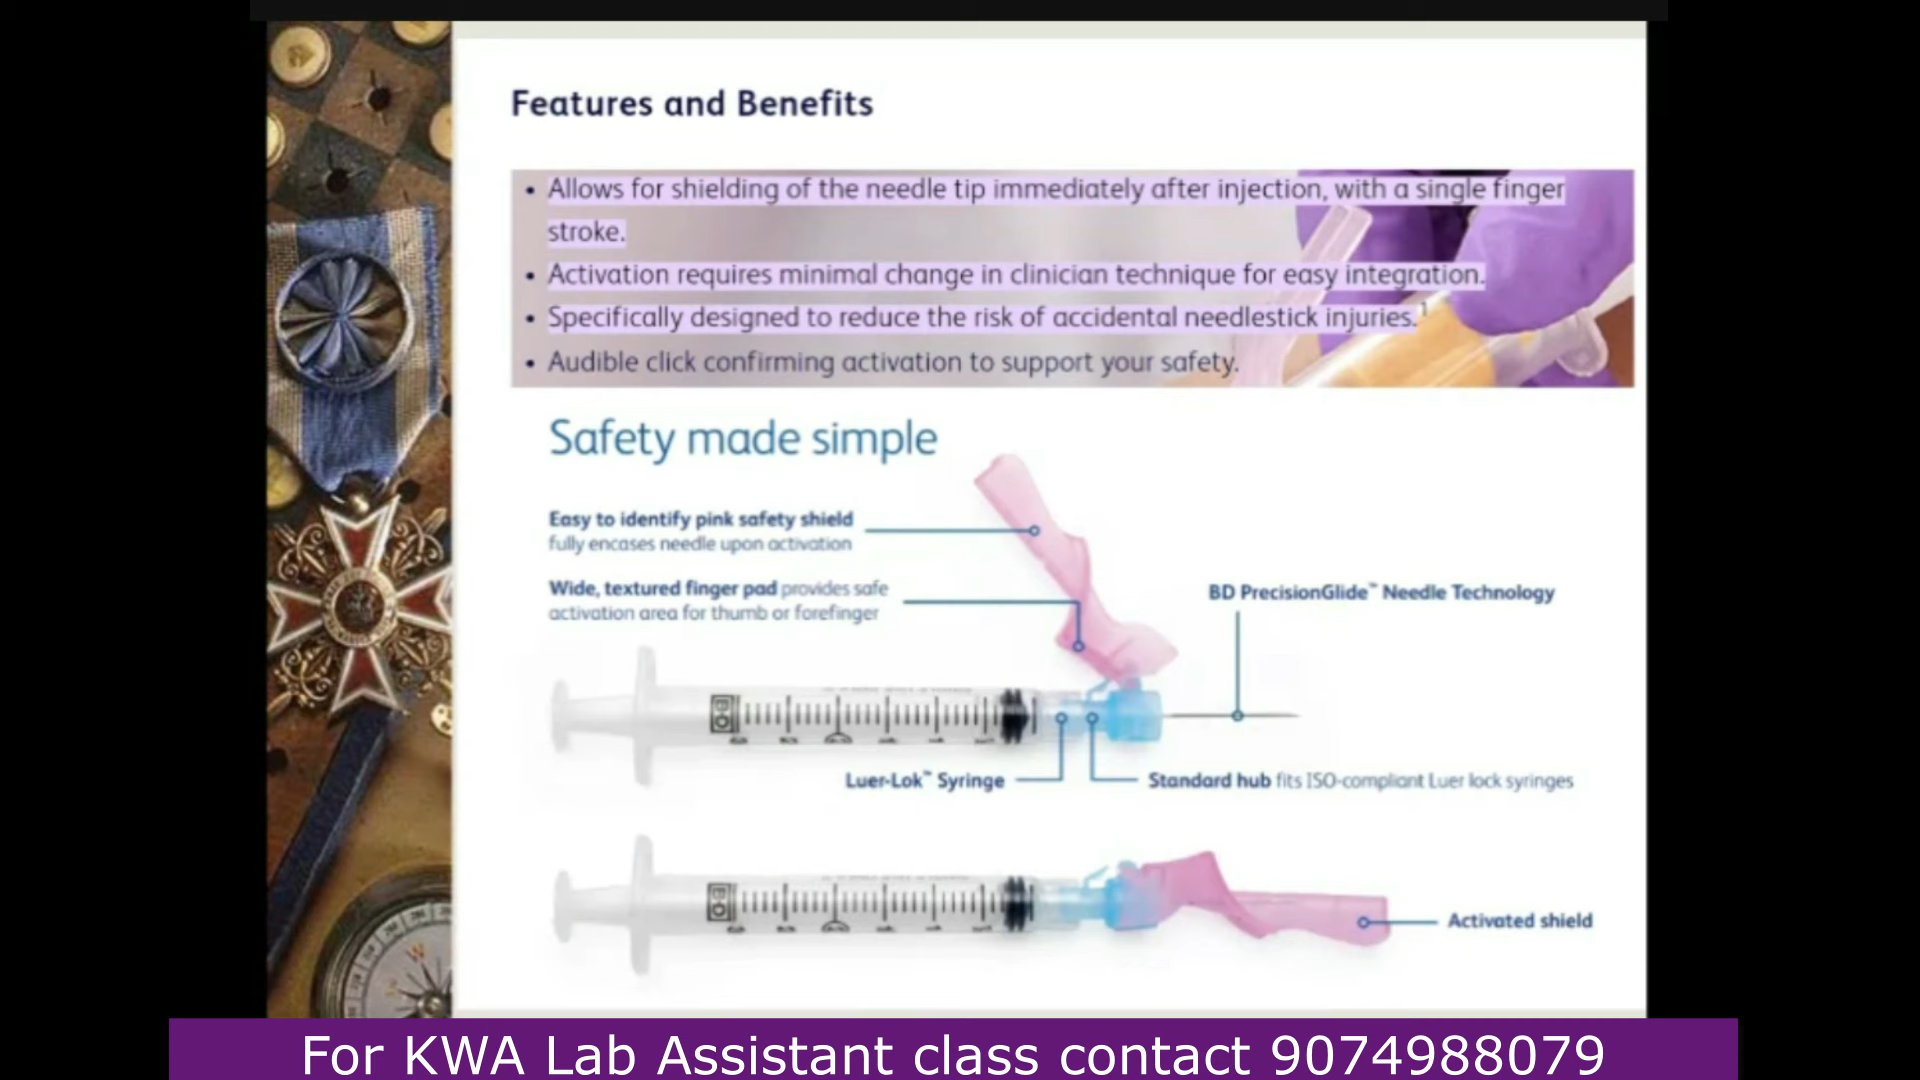 Features and Benefits
• Allows for shielding of the needle tip immediately after injection, with a single finger
stroke.
• Activation requires minimal change in clinician technique for easy integration.
• Specifically designed to reduce the risk of accidental needlestick injuries.¹
• Audible click confirming activation to support your safety.
Safety made simple
Easy to identify pink safety shield
fully encases needle upon activation
Wide, textured finger pad provides safe
activation area for thumb or forefinger
BD PrecisionGlide™ Needle Technology
BD
Luer-Lok™ Syringe
Standard hub fits ISO-compliant Luer lock syringes
BD
Activated shield
For KWA Lab Assistant class contact 9074988079